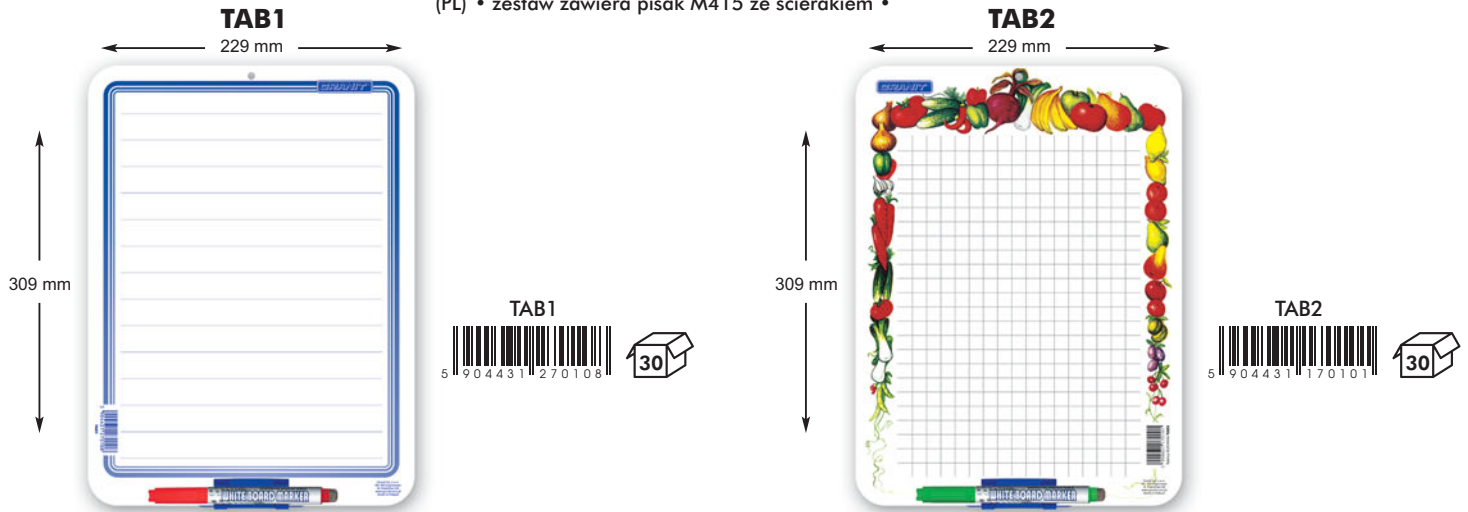 (PL) • zestaw zawiera pisak M415 ze ścierakiem •
TAB1
229 mm
GRANIT
309 mm
WHITE BOARD MARKER
TAB1
5 904431 270108
30
TAB2
229 mm
GRANIT
309 mm
WHITE BOARD MARKER
TAB2
5 904431 170101
30